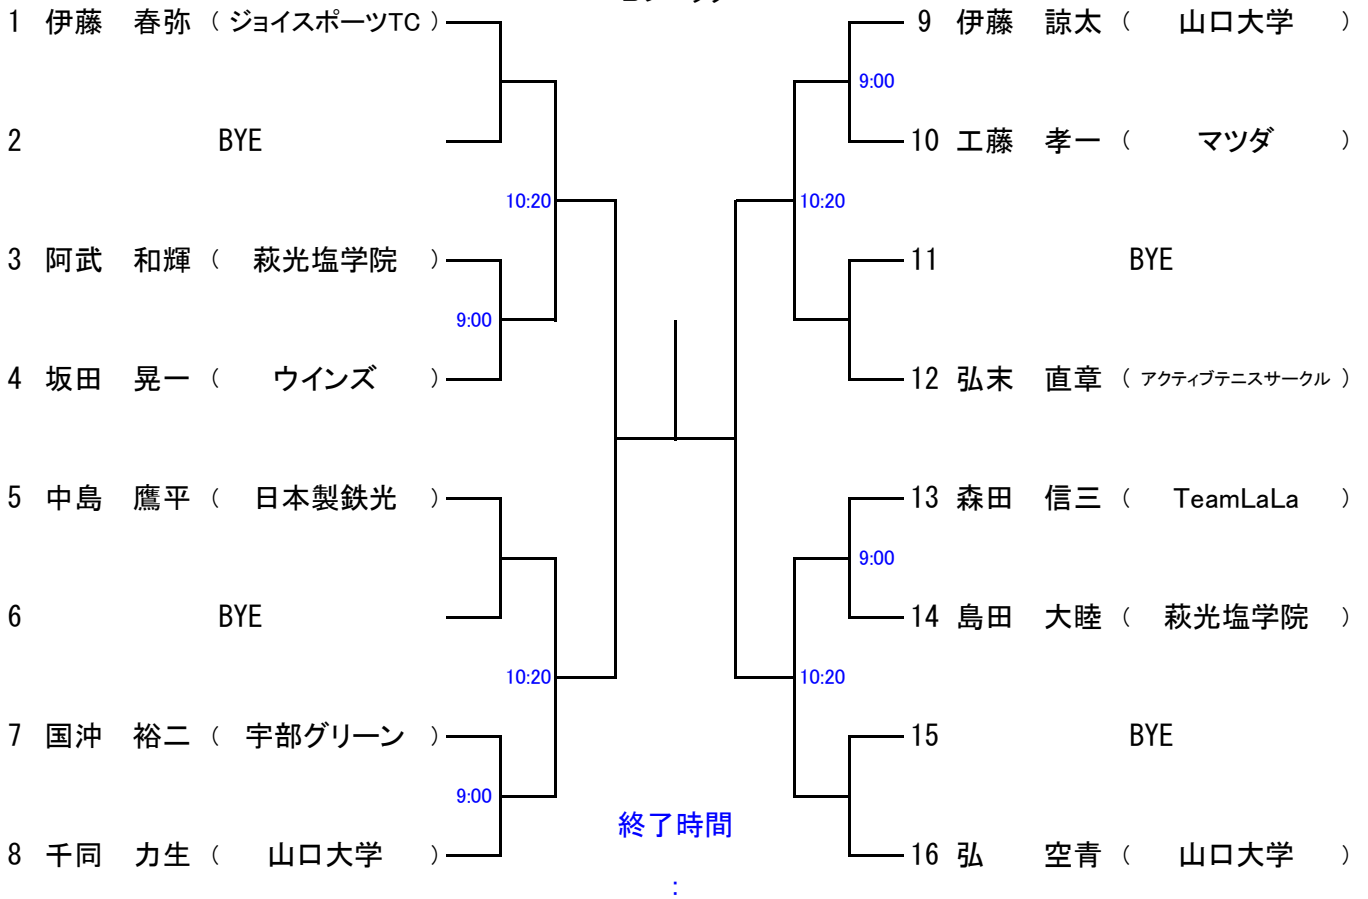 1 伊藤 春弥 ( ジョイスポーツTC )
2 BYE
10:20
3 阿武 和輝 ( 萩光塩学院 )
9:00
4 坂田 晃一 ( ウインズ )
5 中島 鷹平 ( 日本製鉄光 )
6 BYE
10:20
7 国沖 裕二 ( 宇部グリーン )
9:00
8 千同 力生 ( 山口大学 )
9 伊藤 諒太 ( 山口大学 )
9:00
10 工藤 孝一 ( マツダ )
10:20
11 BYE
12 弘末 直章 ( アクティブテニスサークル )
13 森田 信三 ( TeamLaLa )
9:00
14 島田 大睦 ( 萩光塩学院 )
10:20
15 BYE
16 弘 空青 ( 山口大学 )
終了時間
: